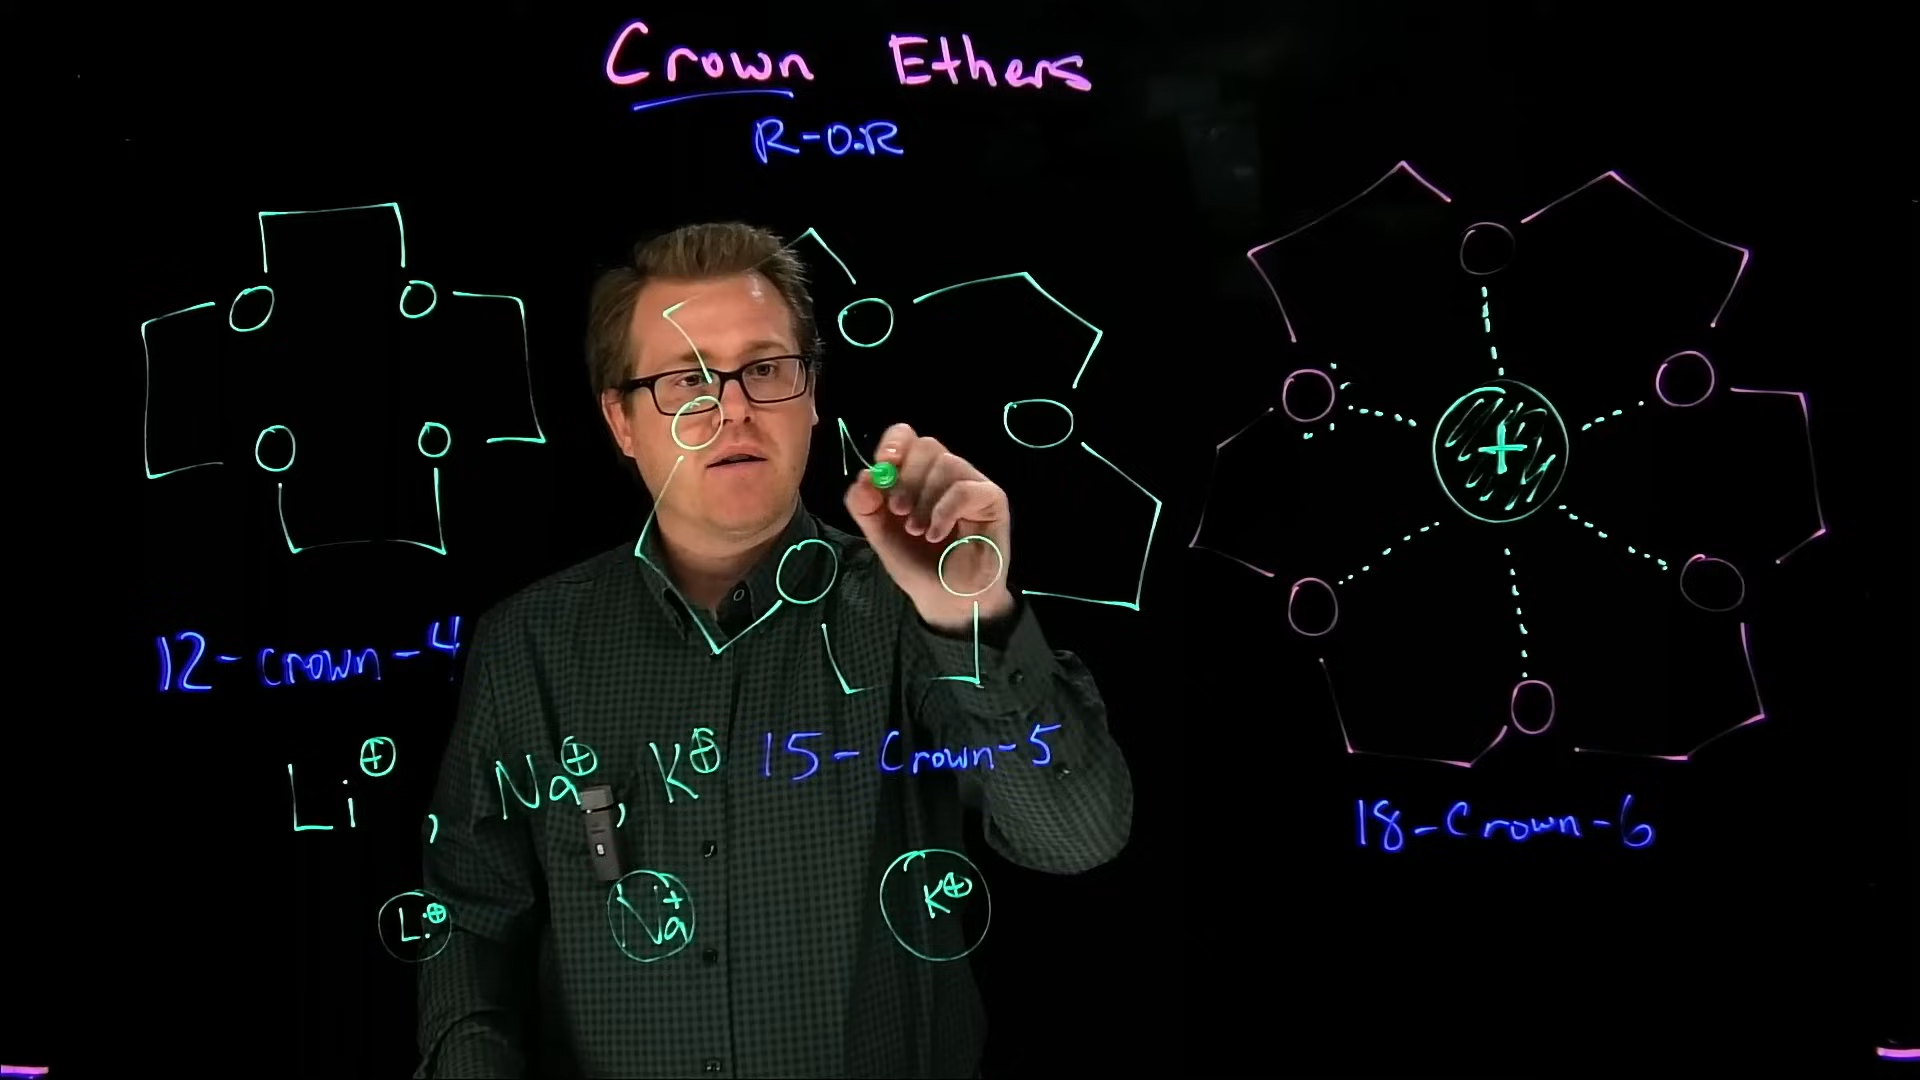 Crown Ethers
R-O:R
O O
O O
O
O
O
N
O O
O
O
O
+
O
O
O
12-crown-4
15-Crown-5
18-Crown-6
Li⊕, Na⊕, K⊕
Li⊕
Na+
K⊕